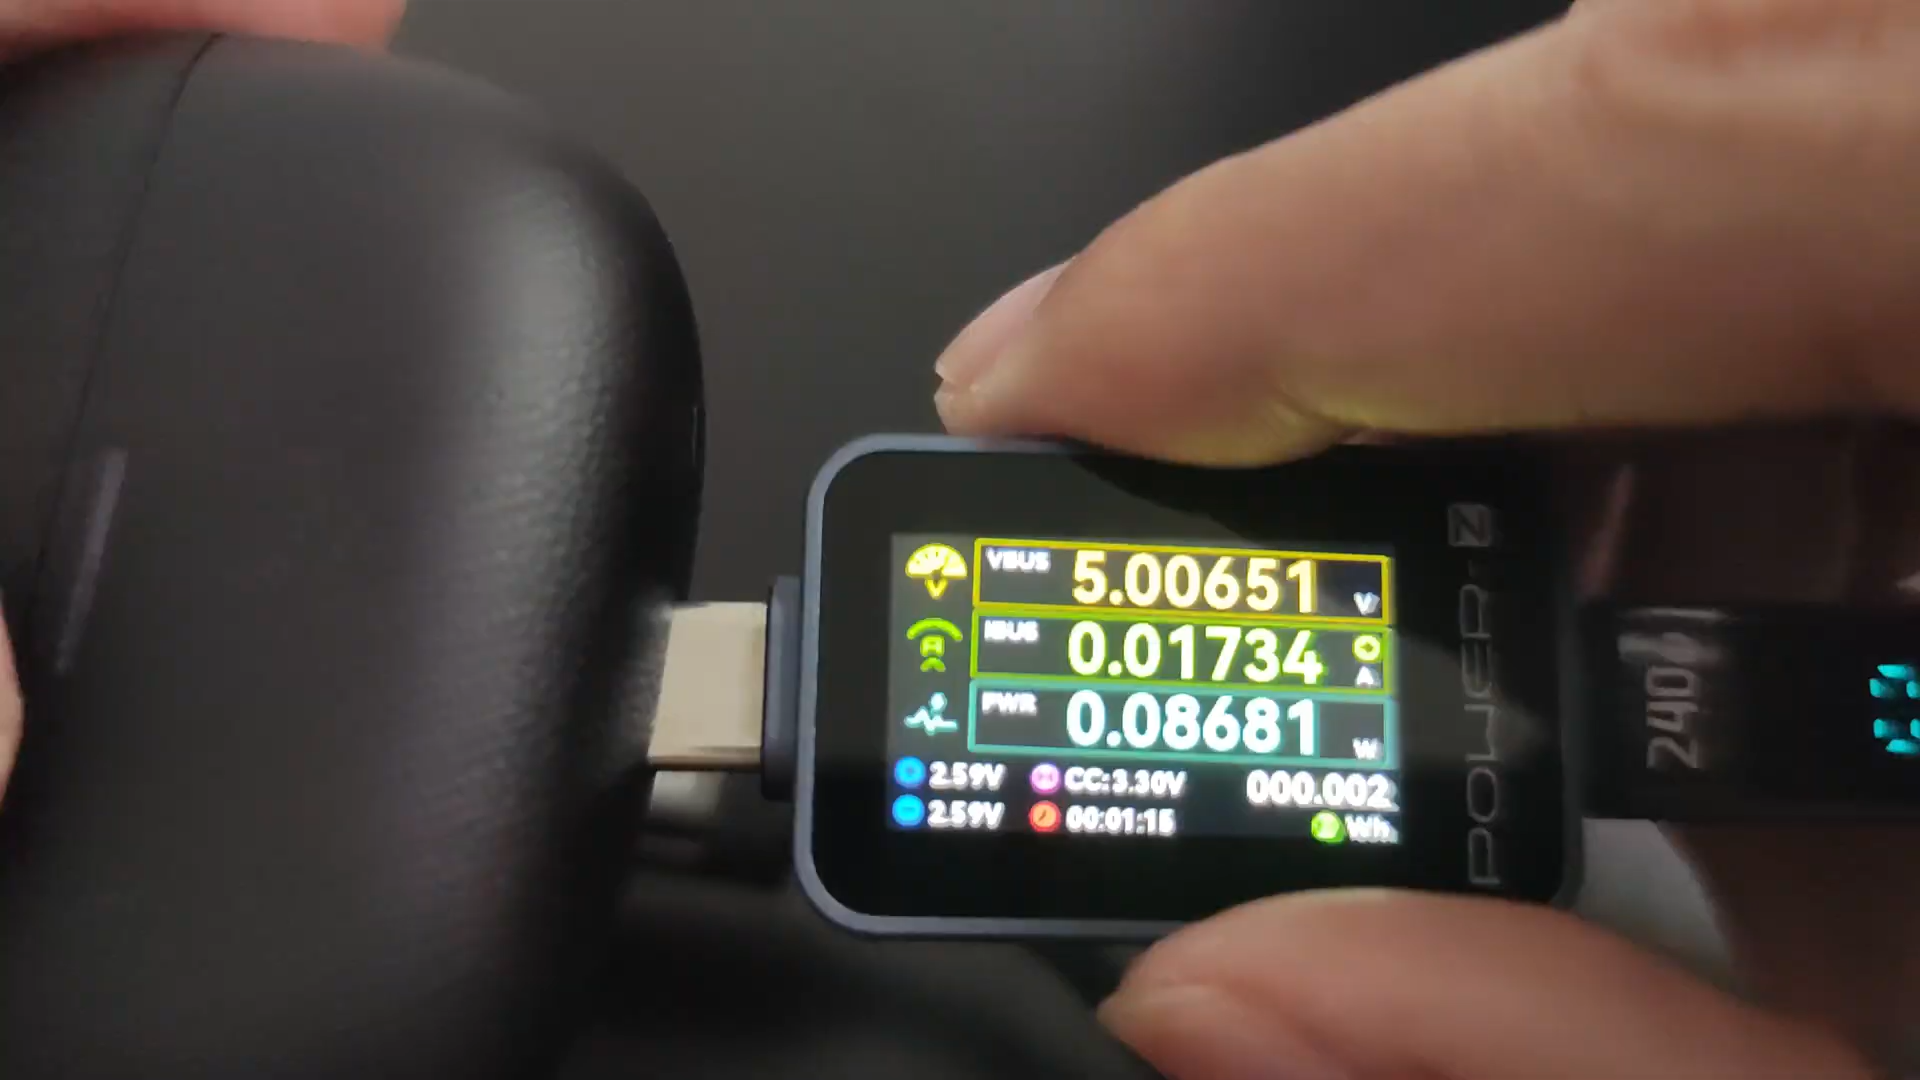 VBUS 5.00651 V
IBUS 0.01734 A
PWR 0.08681 W
2.59V CC:3.30V 000.002
2.59V 00:01:15 Wh
POWER-Z
240W